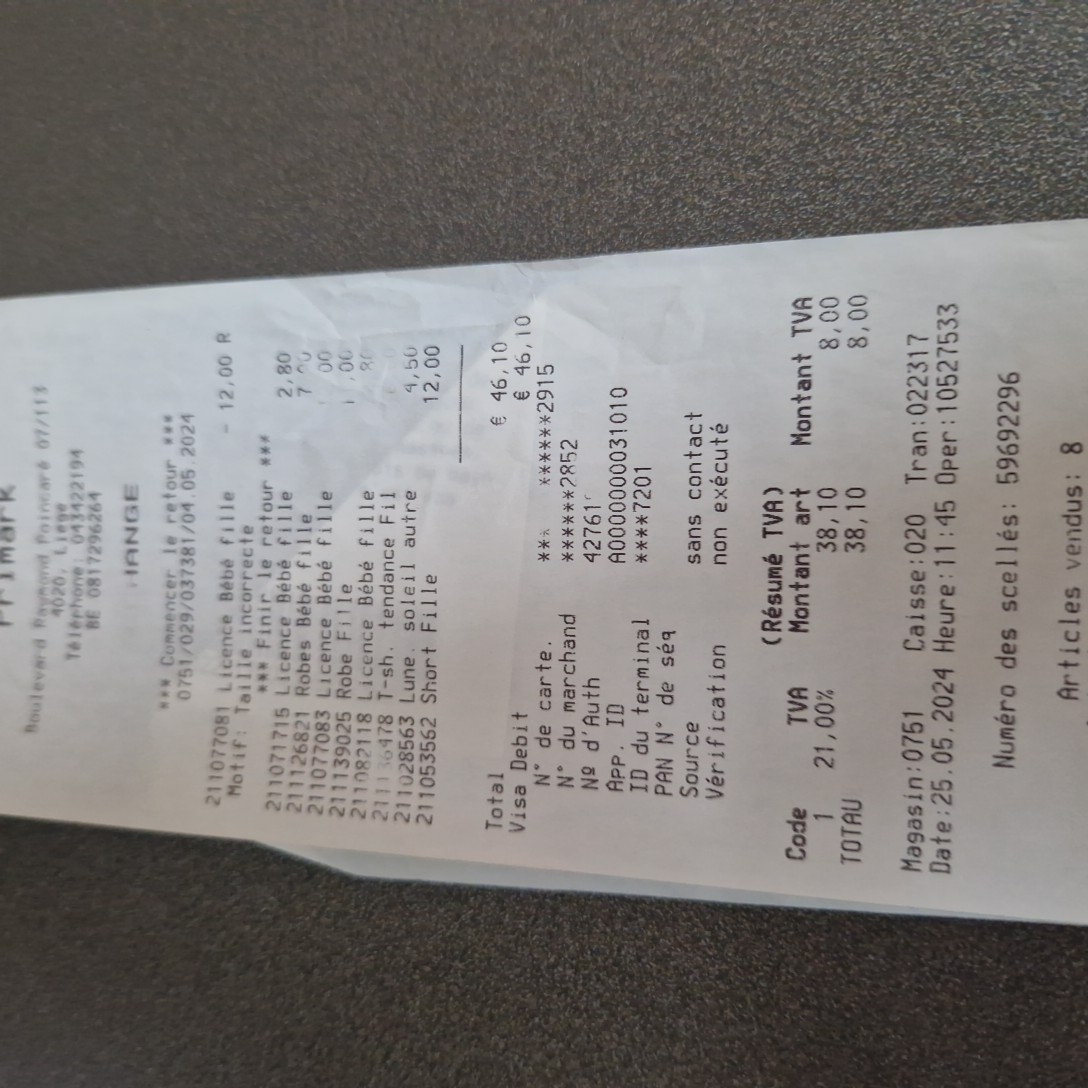 Primark
Boulevard Raymond Poincaré 07/113
4020, Liège
Téléphone, 043422194
BE 0817296264
HANGE
*** Commencer le retour ***
0751/029/037381/04.05.2024
211077081 Licence Bébé fille - 12,00 R
Motif: Taille incorrecte
*** Finir le retour ***
211071715 Licence Bébé fille 2,80
211126821 Robes Bébé fille 7
211077083 Licence Bébé fille 00
211139025 Robe Fille ,00
211082118 Licence Bébé fille
36478 T-sh. tendance Fil
211028563 Lune. soleil autre 4,50
211053562 Short Fille 12,00
Total € 46,10
Visa Debit € 46,10
N° de carte. *** ******2915
N° du marchand ******2852
Nº d'Auth 42761
App. ID A0000000031010
ID du terminal ****7201
PAN N° de séq
Source sans contact
Vérification non exécuté
(Résumé TVA)
Code TVA Montant art Montant TVA
1 21,00% 38,10 8,00
TOTAU 38,10 8,00
Magasin:0751 Caisse:020 Tran:022317
Date:25.05.2024 Heure:11:45 Oper:10527533
Numéro des scellés: 59692296
Articles vendus: 8